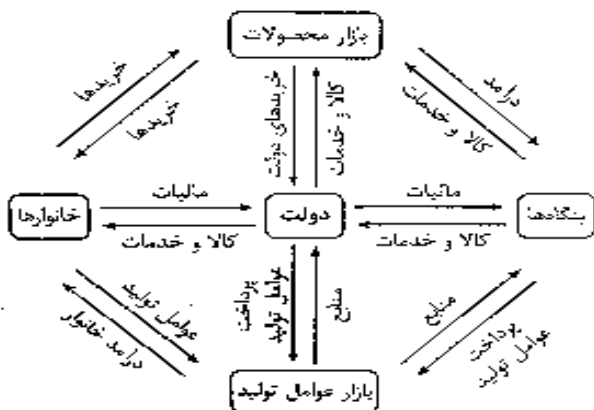 بازار محصولات
خریدها
خریدها
خریدهای دولت
کالا و خدمات
درآمد
کالا و خدمات
خانوارها
مالیات
کالا و خدمات
دولت
مالیات
کالا و خدمات
بنگاه‌ها
عوامل تولید
درآمد خانوار
پرداخت
عوامل تولید
منابع
منابع
پرداخت
عوامل تولید
بازار عوامل تولید